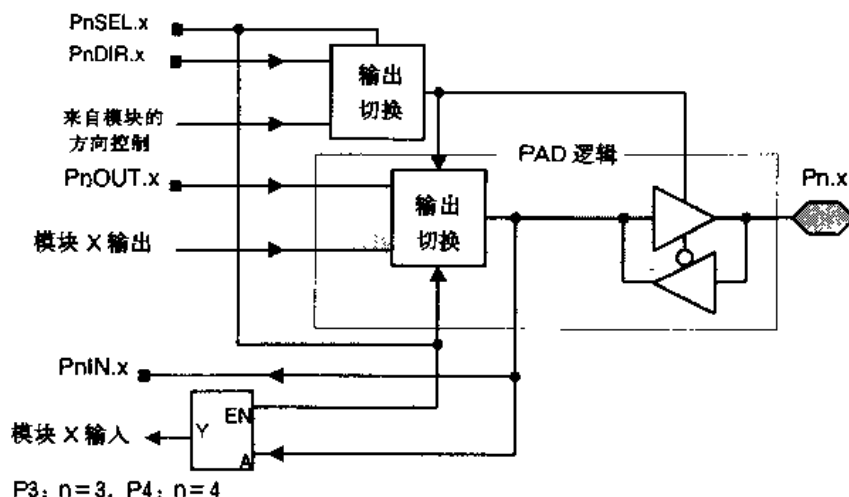 PnSEL.x
PnDIR.x
输出
切换
来自模块的
方向控制
PAD 逻辑
PnOUT.x
Pn.x
输出
切换
模块 X 输出
PnIN.x
EN
Y
模块 X 输入
A
P3：n=3，P4：n=4